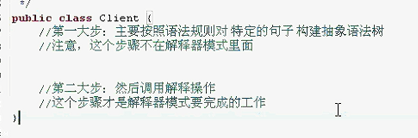 */
public class Client {
//第一大步：主要按照语法规则对 特定的句子 构建抽象语法树
//注意，这个步骤不在解释器模式里面
//第二大步：然后调用解释操作
//这个步骤才是解释器模式要完成的工作
}